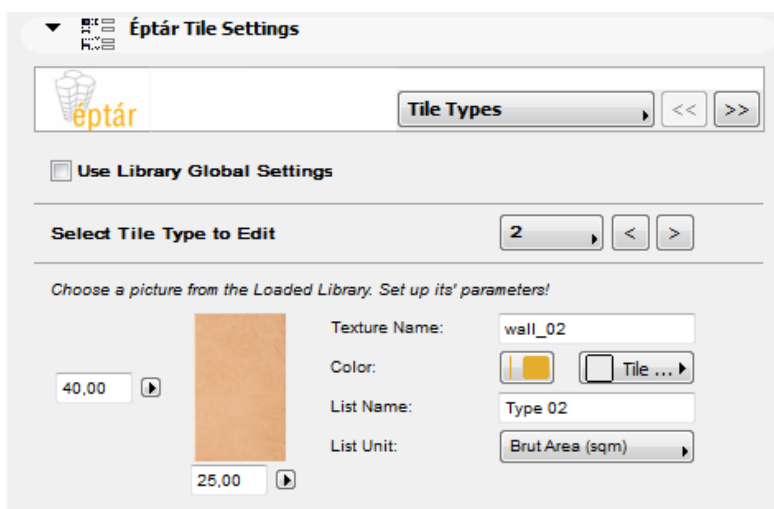 Éptár Tile Settings
éptár
Tile Types
<<
>>
Use Library Global Settings
Select Tile Type to Edit
2
<
>
Choose a picture from the Loaded Library. Set up its' parameters!
Texture Name:
wall_02
Color:
Tile ...
40,00
List Name:
Type 02
List Unit:
Brut Area (sqm)
25,00